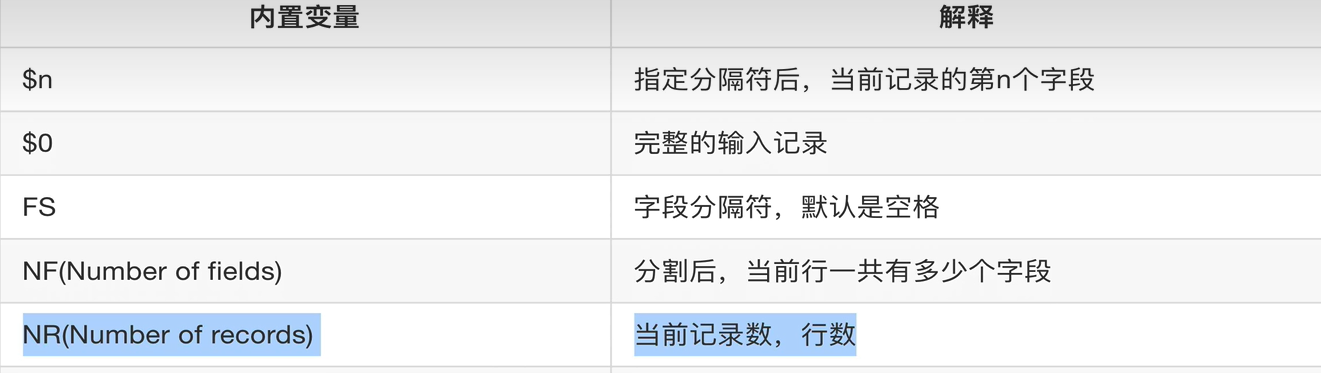 内置变量 解释
$n 指定分隔符后，当前记录的第n个字段
$0 完整的输入记录
FS 字段分隔符，默认是空格
NF(Number of fields) 分割后，当前行一共有多少个字段
NR(Number of records) 当前记录数，行数